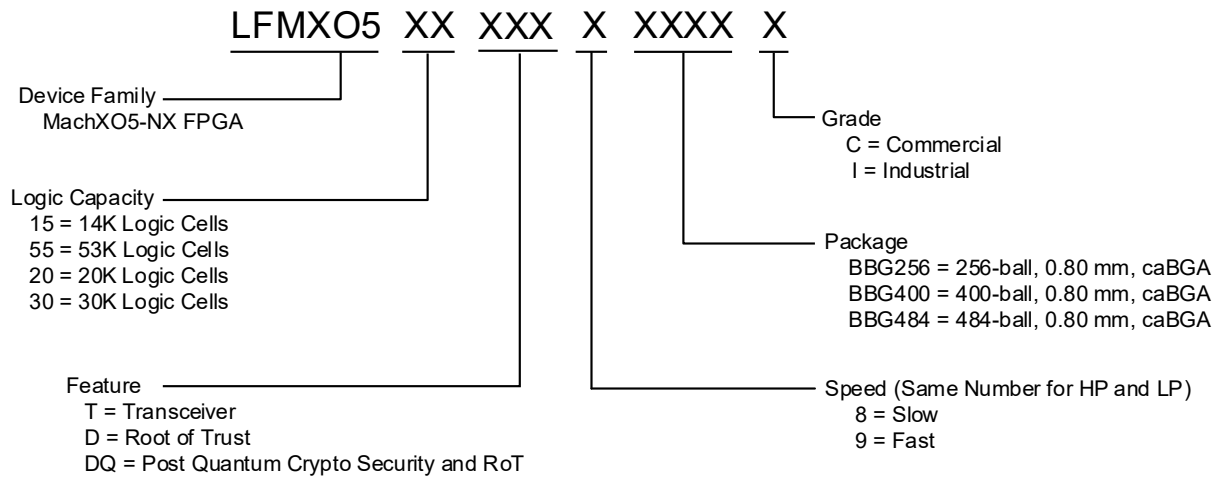 LFMXO5 XX XXX X XXXX X
Device Family
MachXO5-NX FPGA
Grade
C = Commercial
I = Industrial
Logic Capacity
15 = 14K Logic Cells
55 = 53K Logic Cells
20 = 20K Logic Cells
30 = 30K Logic Cells
Package
BBG256 = 256-ball, 0.80 mm, caBGA
BBG400 = 400-ball, 0.80 mm, caBGA
BBG484 = 484-ball, 0.80 mm, caBGA
Feature
T = Transceiver
D = Root of Trust
DQ = Post Quantum Crypto Security and RoT
Speed (Same Number for HP and LP)
8 = Slow
9 = Fast